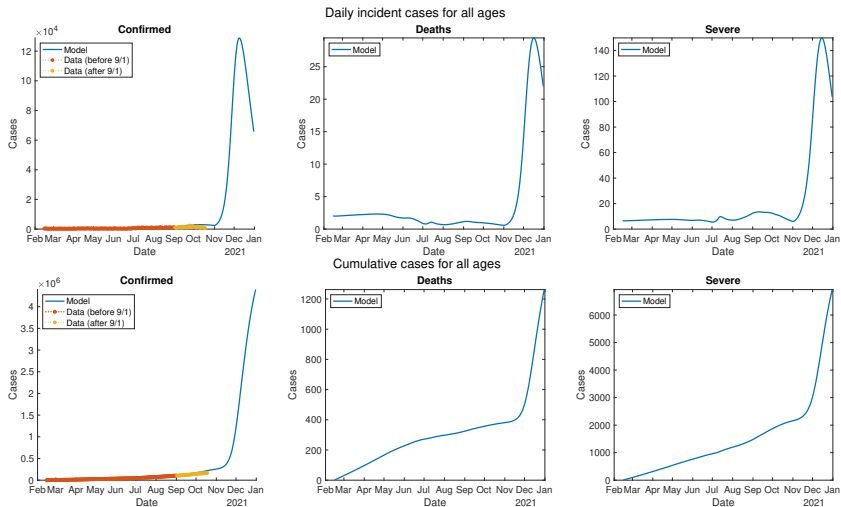 Daily incident cases for all ages
Confirmed
×10⁴
Model
Data (before 9/1)
Data (after 9/1)
12
10
8
6
4
2
0
Cases
Feb Mar Apr May Jun Jul Aug Sep Oct Nov Dec Jan
Date
2021
Deaths
Model
25
20
15
10
5
0
Cases
Feb Mar Apr May Jun Jul Aug Sep Oct Nov Dec Jan
Date
2021
Severe
Model
140
120
100
80
60
40
20
0
Cases
Feb Mar Apr May Jun Jul Aug Sep Oct Nov Dec Jan
Date
2021
Cumulative cases for all ages
Confirmed
×10⁶
Model
Data (before 9/1)
Data (after 9/1)
4
3.5
3
2.5
2
1.5
1
0.5
0
Cases
Feb Mar Apr May Jun Jul Aug Sep Oct Nov Dec Jan
Date
2021
Deaths
Model
1200
1000
800
600
400
200
0
Cases
Feb Mar Apr May Jun Jul Aug Sep Oct Nov Dec Jan
Date
2021
Severe
Model
6000
5000
4000
3000
2000
1000
0
Cases
Feb Mar Apr May Jun Jul Aug Sep Oct Nov Dec Jan
Date
2021